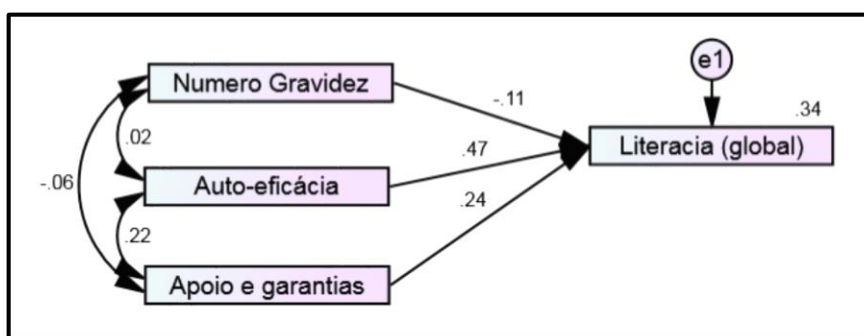 e1
Numero Gravidez
-.11
.34
.02
Literacia (global)
.47
-.06
Auto-eficácia
.24
.22
Apoio e garantias